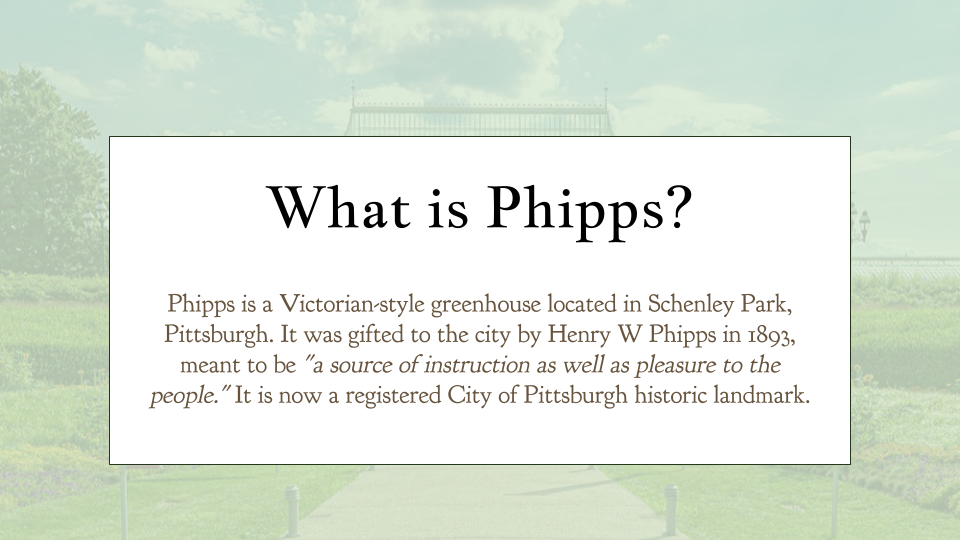 What is Phipps?
Phipps is a Victorian-style greenhouse located in Schenley Park,
Pittsburgh. It was gifted to the city by Henry W Phipps in 1893,
meant to be "a source of instruction as well as pleasure to the
people." It is now a registered City of Pittsburgh historic landmark.